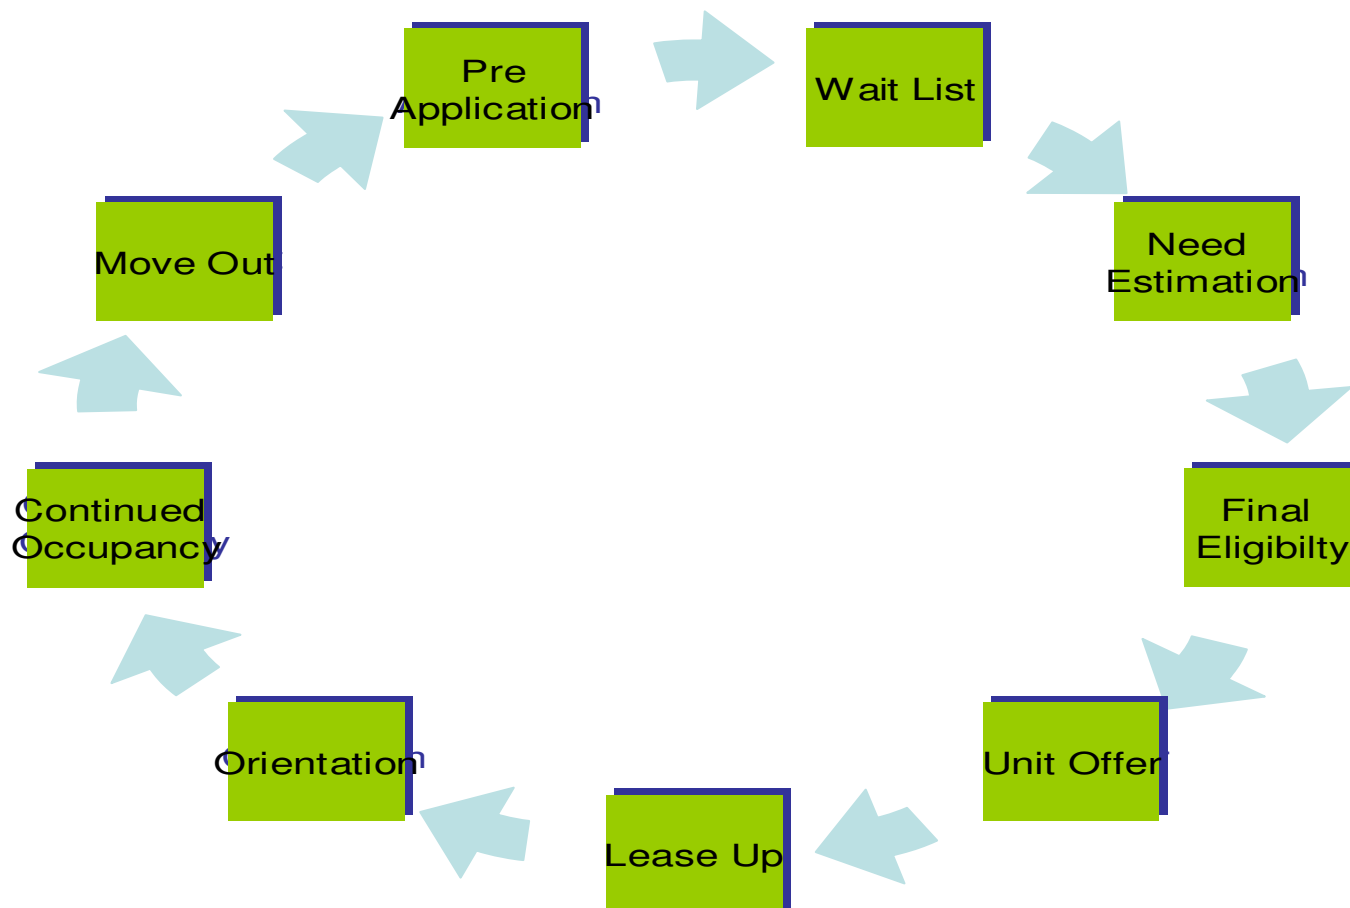 Pre
Application
Wait List
Need
Estimation
Final
Eligibilty
Unit Offer
Lease Up
Orientation
Continued
Occupancy
Move Out